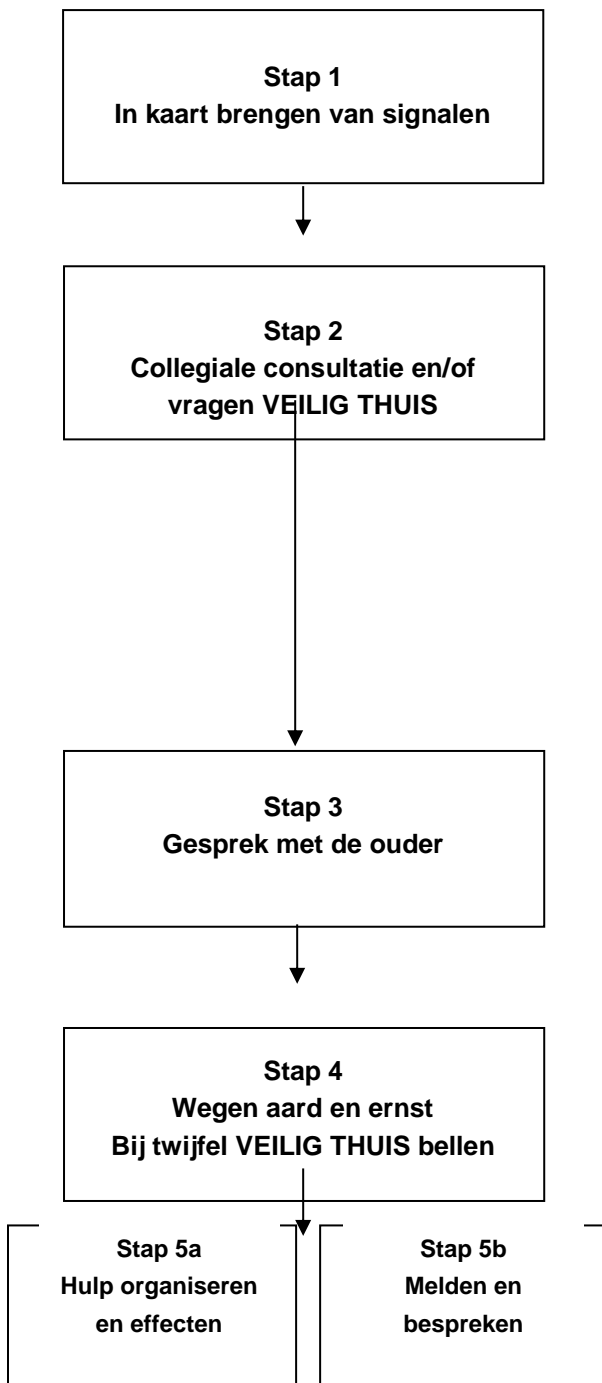 Stap 1
In kaart brengen van signalen
Stap 2
Collegiale consultatie en/of
vragen VEILIG THUIS
Stap 3
Gesprek met de ouder
Stap 4
Wegen aard en ernst
Bij twijfel VEILIG THUIS bellen
Stap 5a
Hulp organiseren
en effecten
Stap 5b
Melden en
bespreken